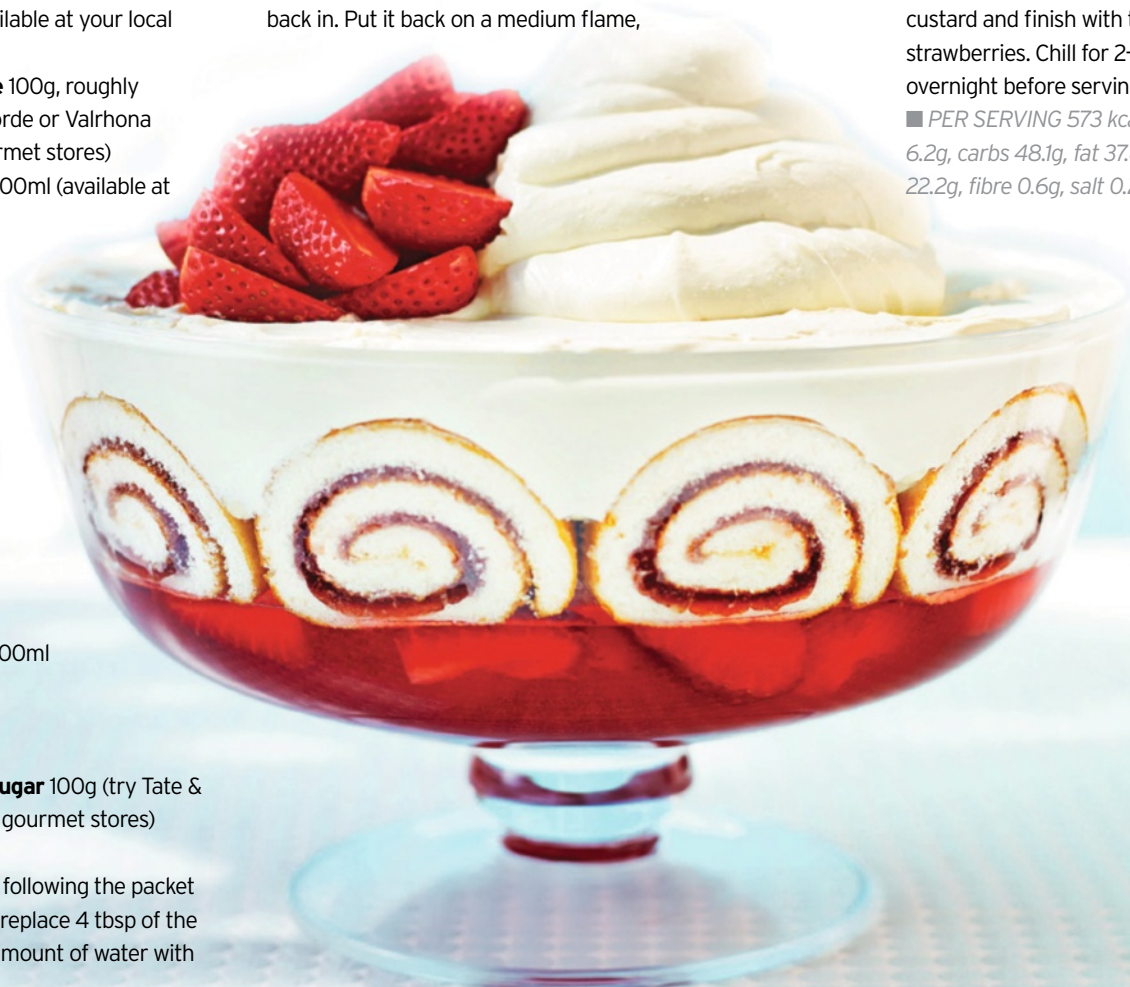 ilable at your local
100g, roughly
orde or Valrhona
rmet stores)
00ml (available at
00ml
ugar 100g (try Tate &
gourmet stores)
following the packet
replace 4 tbsp of the
mount of water with
back in. Put it back on a medium flame,
custard and finish with
strawberries. Chill for 2-
overnight before servin
■ PER SERVING 573 kca
6.2g, carbs 48.1g, fat 37.
22.2g, fibre 0.6g, salt 0.